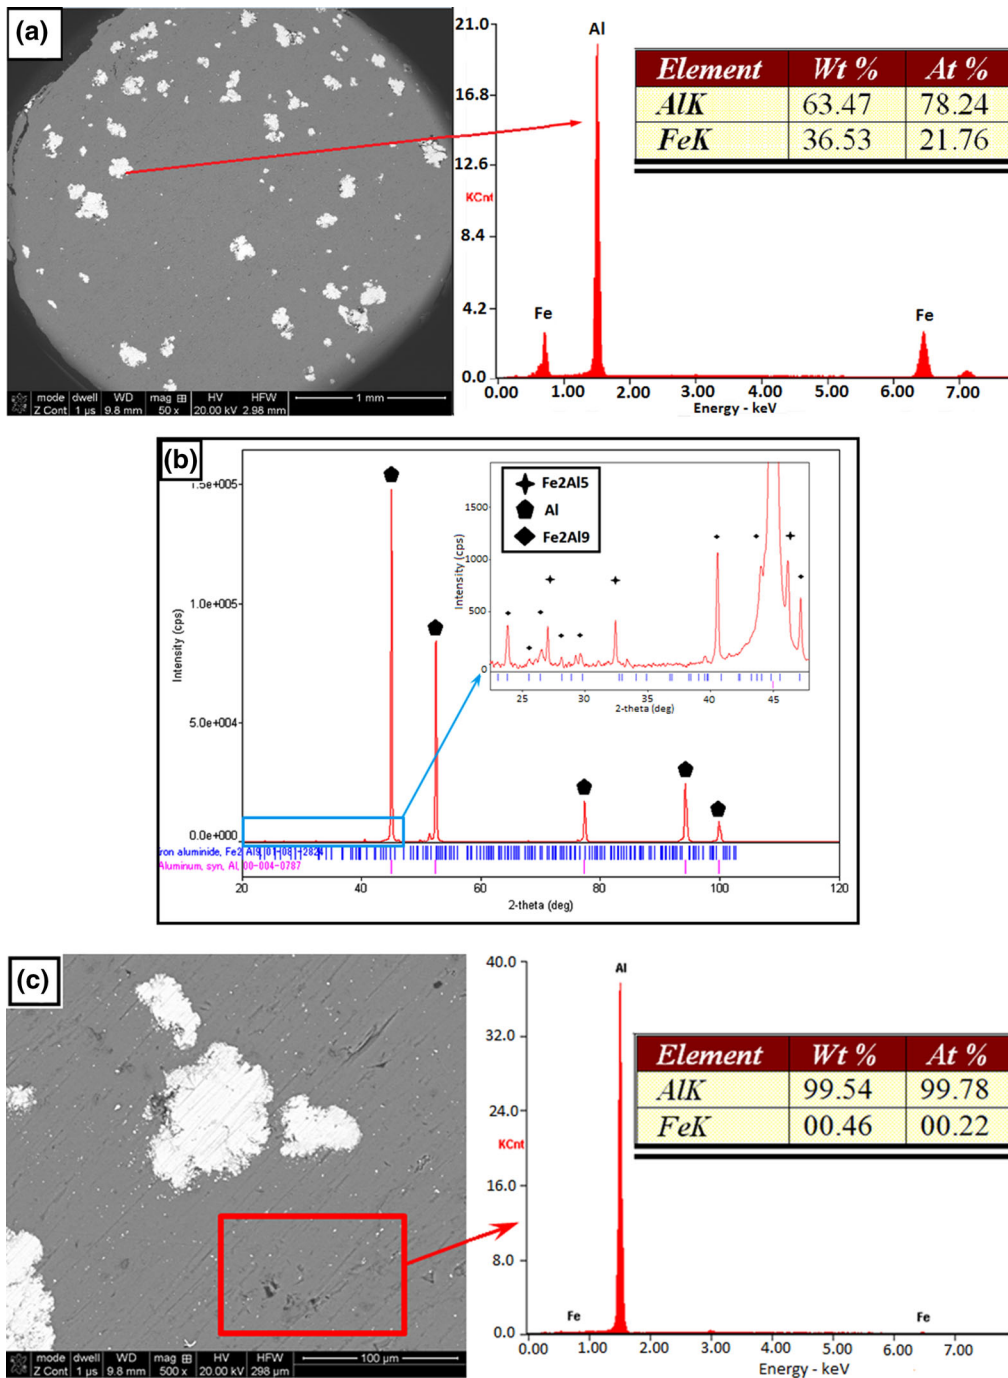 (a)
21.0
16.8
12.6
KCnt
8.4
4.2
0.0
Al
Fe
Fe
0.00 1.00 2.00 3.00 4.00 5.00 6.00 7.00
Energy - keV
Element Wt % At %
AlK 63.47 78.24
FeK 36.53 21.76
mode dwell WD mag HV HFW
Z Cont 1 µs 9.8 mm 50 x 20.00 kV 2.98 mm
1 mm
(b)
1.5e+005
1.0e+005
5.0e+004
0.0e+000
Intensity (cps)
Fe2Al5
Al
Fe2Al9
1500
1000
500
0
Intensity (cps)
25 30 35 40 45
2-theta (deg)
iron aluminide, Fe2 Al9, 01-081-2824
Aluminum, syn, Al, 00-004-0787
20 40 60 80 100 120
2-theta (deg)
(c)
40.0
32.0
24.0
KCnt
16.0
8.0
0.0
Al
Fe
Fe
0.00 1.00 2.00 3.00 4.00 5.00 6.00 7.00
Energy - keV
Element Wt % At %
AlK 99.54 99.78
FeK 00.46 00.22
mode dwell WD mag HV HFW
Z Cont 1 µs 9.8 mm 500 x 20.00 kV 298 µm
100 µm